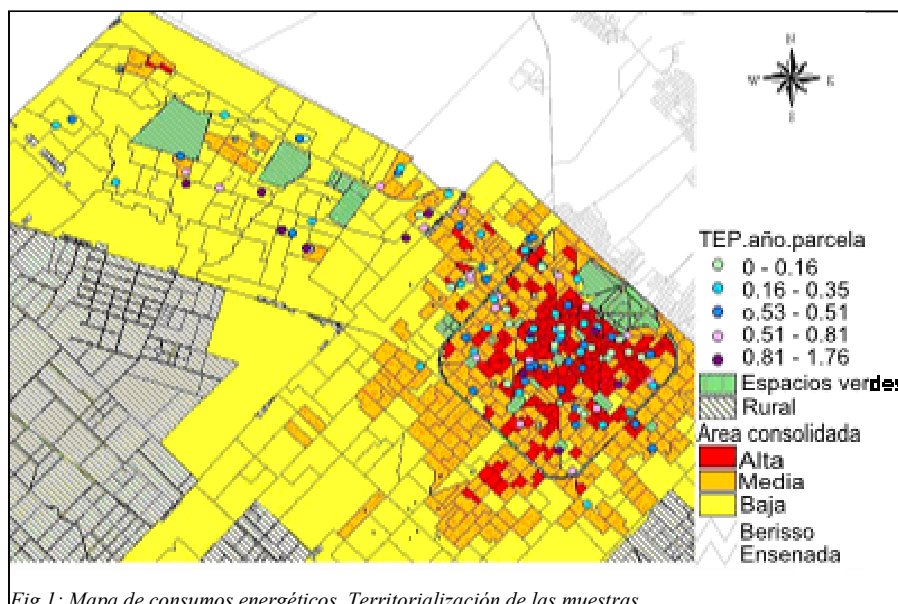 N
W E
S
TEP.año.parcela
0 - 0.16
0.16 - 0.35
o.53 - 0.51
0.51 - 0.81
0.81 - 1.76
Espacios verdes
Rural
Area consolidada
Alta
Media
Baja
Berisso
Ensenada
Fig 1: Mapa de consumos energéticos. Territorialización de las muestras